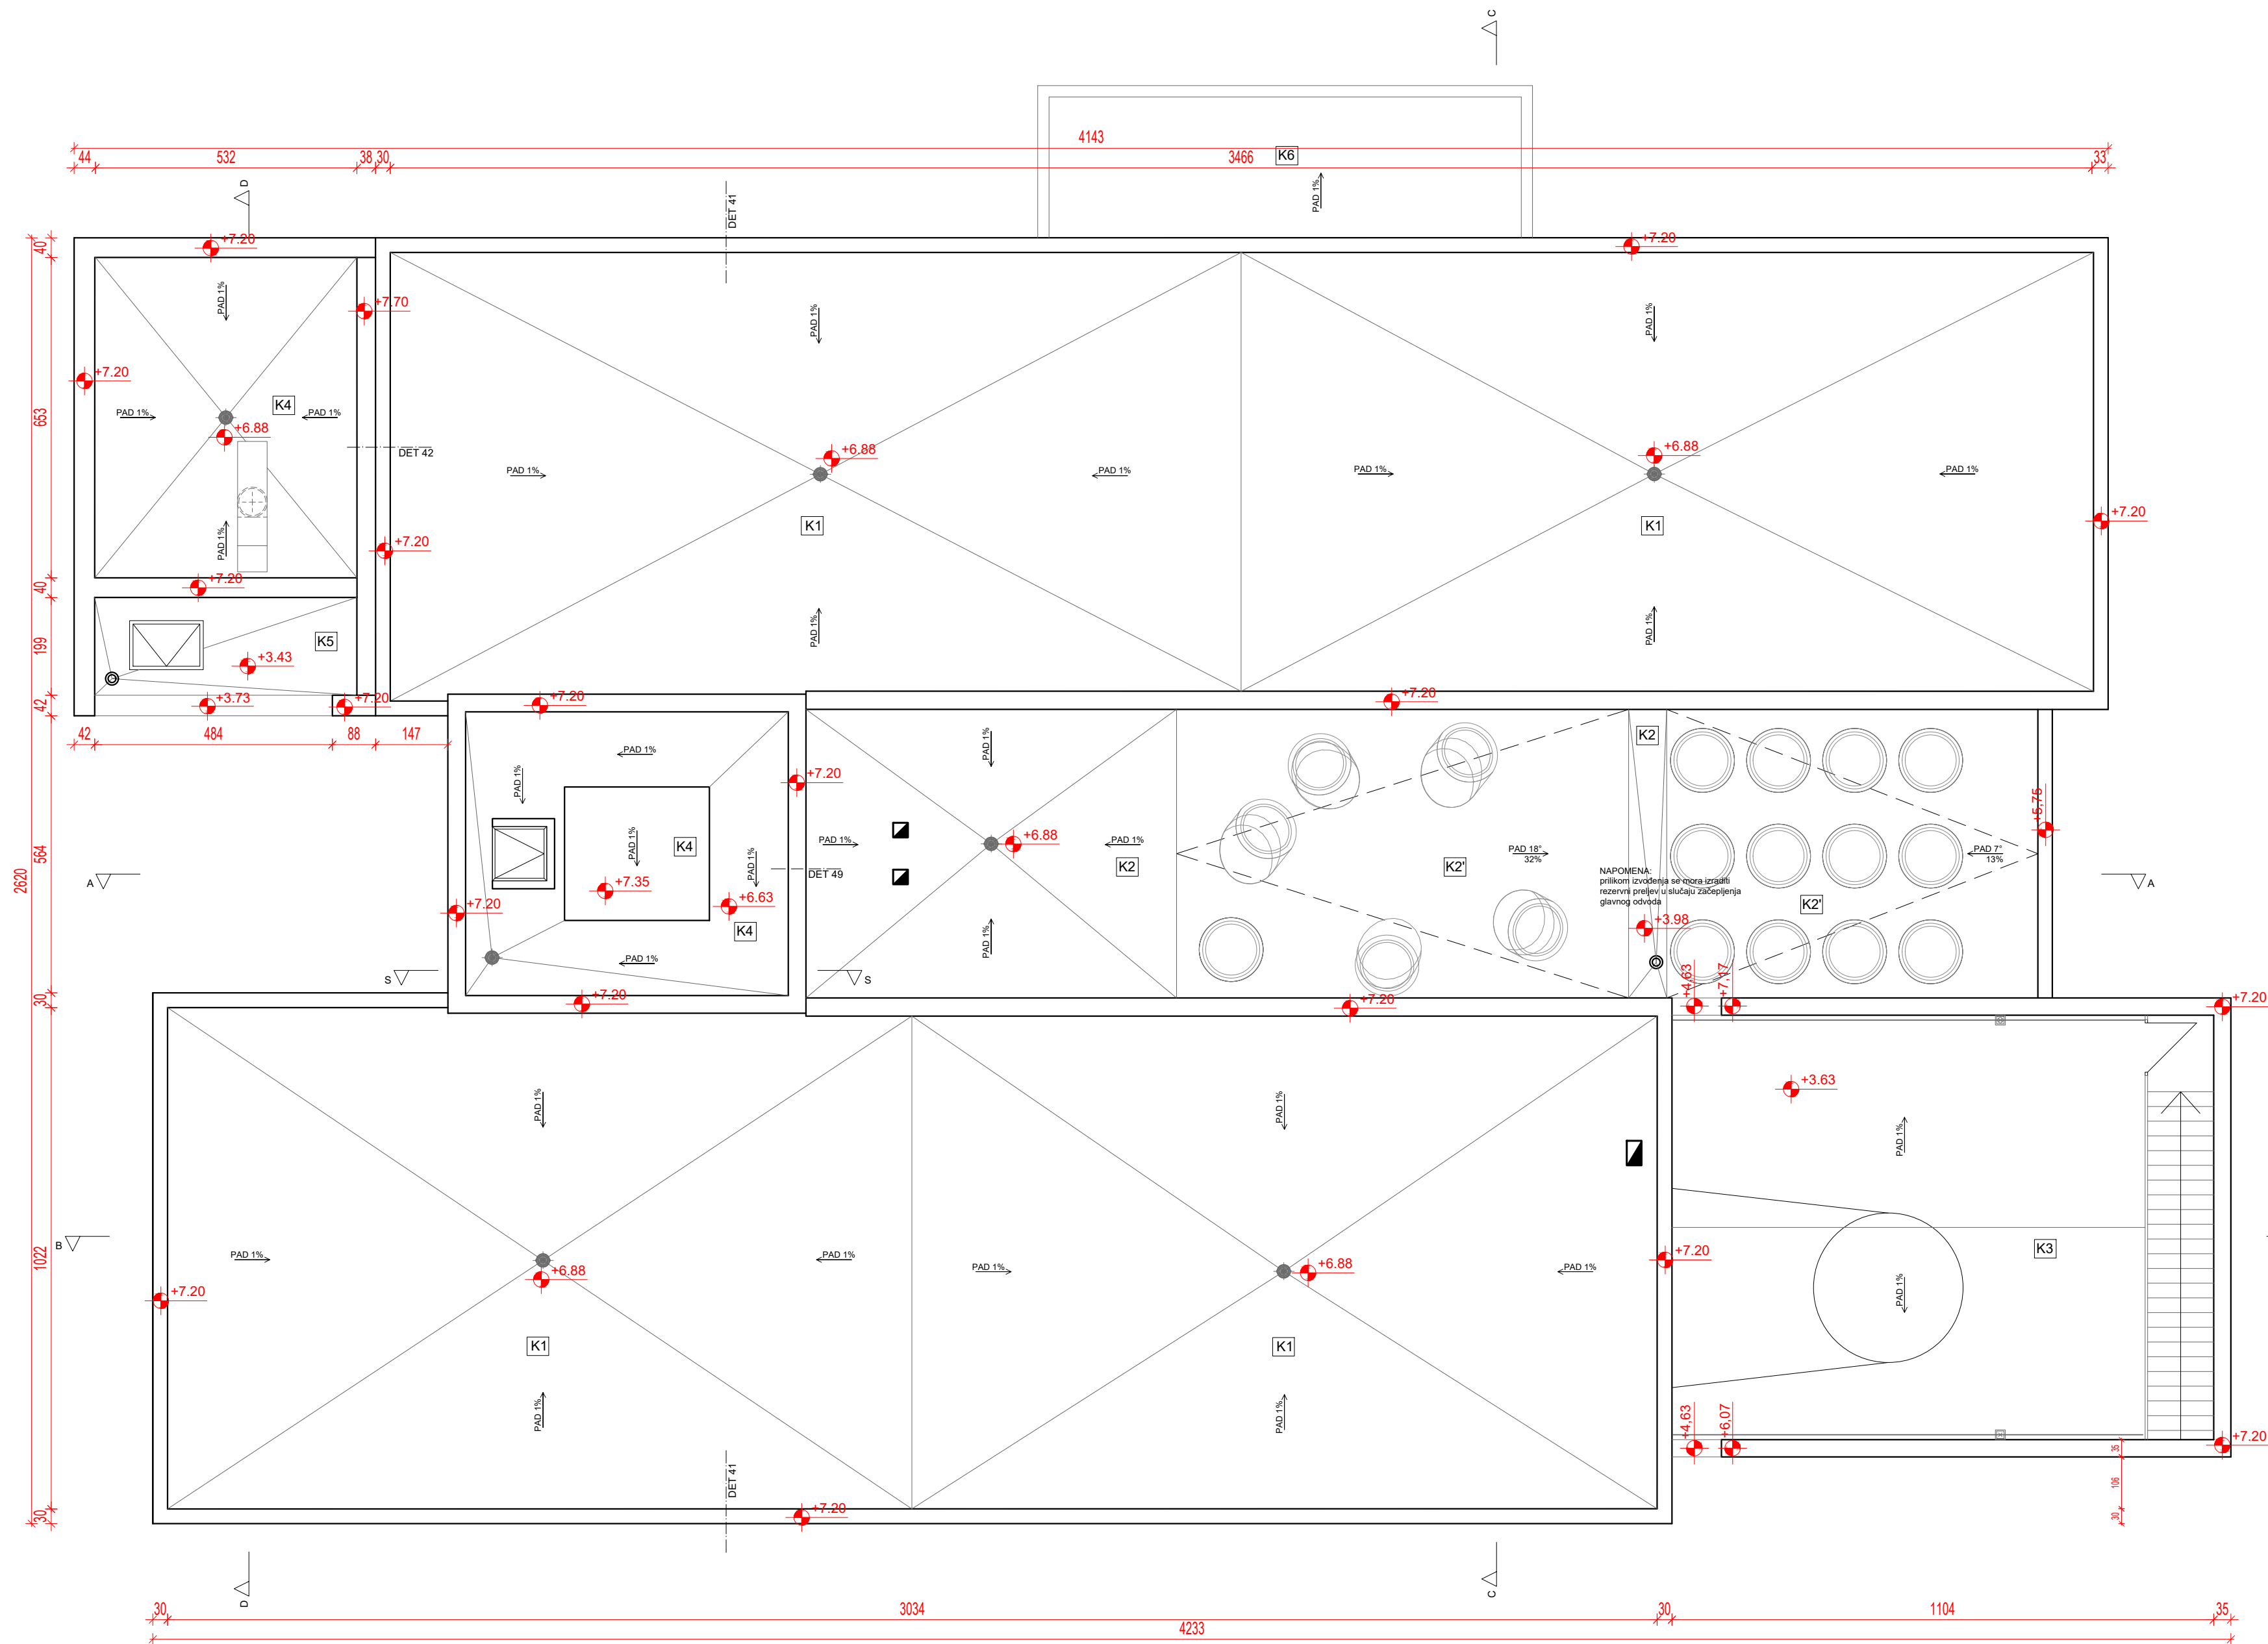 C
4143
44
532
38
30
3466
K6
33
PAD 1%
D
DET 41
40
+7.20
+7.20
PAD 1%
+7.70
PAD 1%
PAD 1%
+7.20
653
PAD 1%
K4
PAD 1%
+6.88
DET 42
+6.88
+6.88
PAD 1%
PAD 1%
PAD 1%
PAD 1%
K1
K1
+7.20
PAD 1%
+7.20
40
+7.20
PAD 1%
PAD 1%
199
K5
+3.43
42
+3.73
+7.20
+7.20
+7.20
42
484
88
147
K2
PAD 1%
PAD 1%
PAD 1%
+7.20
+5,75
2620
564
PAD 1%
K4
PAD 1%
PAD 1%
+6.88
PAD 1%
K2
K2'
PAD 18°
32%
PAD 7°
13%
DET 49
NAPOMENA:
prilikom izvođenja se mora izraditi
rezervni preljev u slučaju začepljenja
glavnog odvoda
A
A
+7.35
+7.20
+6.63
K4
K2'
+3.98
PAD 1%
PAD 1%
S
S
30
+7.20
+7.20
+4,63
+7,17
+7.20
+3.63
PAD 1%
PAD 1%
PAD 1%
B
1022
PAD 1%
PAD 1%
PAD 1%
PAD 1%
+7.20
K3
+6.88
+6.88
+7.20
PAD 1%
K1
K1
PAD 1%
PAD 1%
+4,63
+6,07
+7.20
35
DET 41
106
30
+7.20
30
D
C
30
3034
30
1104
35
4233